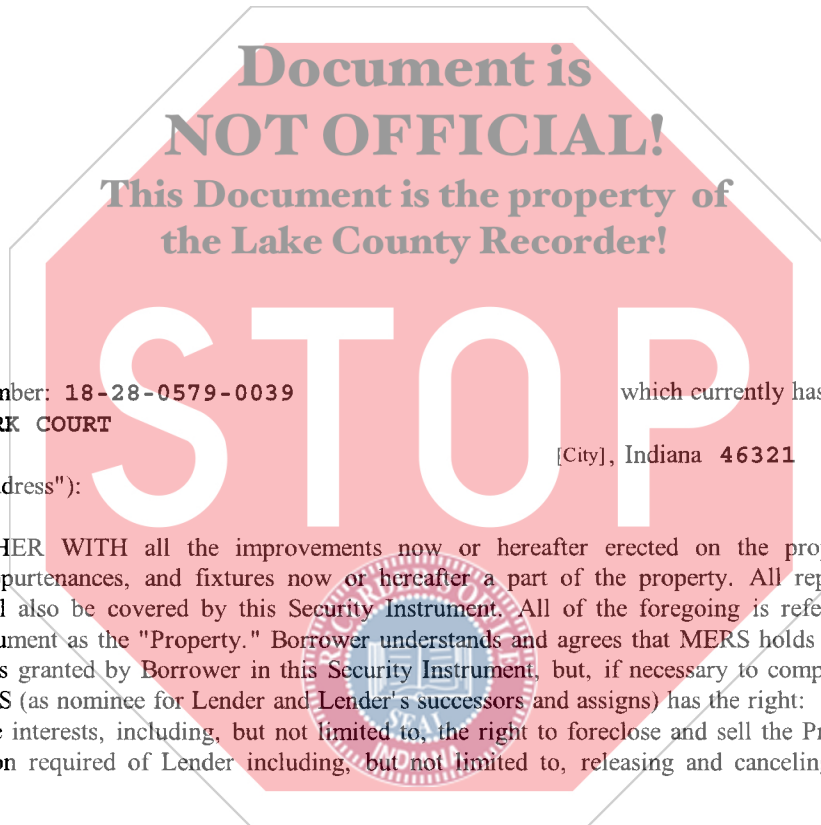 Document is
NOT OFFICIAL!
This Document is the property of
the Lake County Recorder!
STOP
mber: 18-28-0579-0039 which currently has
RK COURT
[City], Indiana 46321
dress"):
HER WITH all the improvements now or hereafter erected on the prop
purtenances, and fixtures now or hereafter a part of the property. All rep
l also be covered by this Security Instrument. All of the foregoing is refe
ument as the "Property." Borrower understands and agrees that MERS holds
s granted by Borrower in this Security Instrument, but, if necessary to comp
S (as nominee for Lender and Lender's successors and assigns) has the right:
e interests, including, but not limited to, the right to foreclose and sell the Pr
on required of Lender including, but not limited to, releasing and cancelin
RECORDER'S OFFICE
SEAL
INDIANA